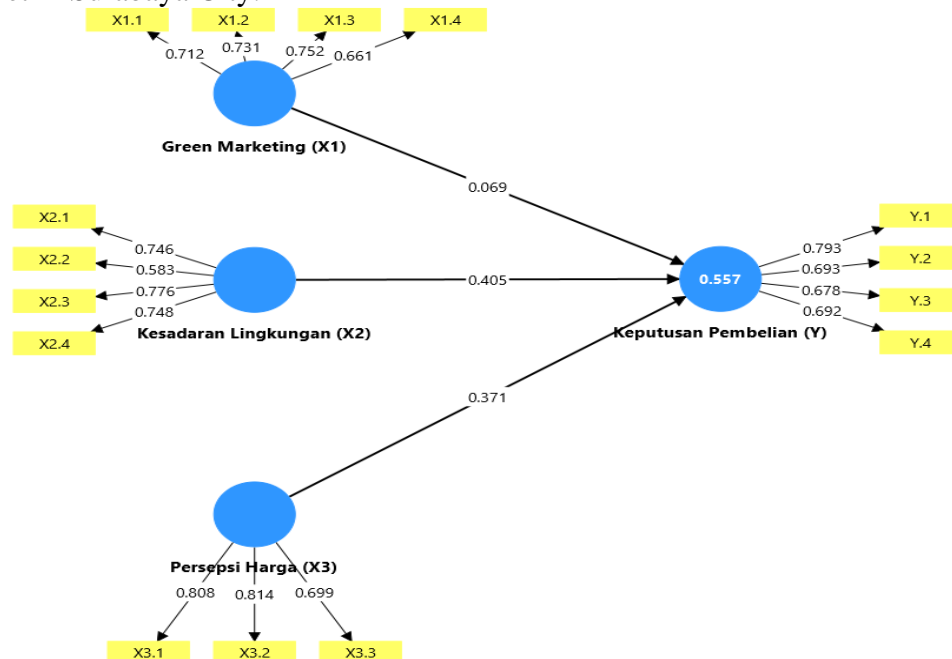 Surabaya City.
X1.1 X1.2 X1.3 X1.4
0.712 0.731 0.752 0.661
Green Marketing (X1)
0.069
X2.1
X2.2
X2.3
X2.4
0.746
0.583
0.776
0.748
Kesadaran Lingkungan (X2)
0.405
0.557
Keputusan Pembelian (Y)
0.793
0.693
0.678
0.692
Y.1
Y.2
Y.3
Y.4
0.371
Persepsi Harga (X3)
0.808 0.814 0.699
X3.1 X3.2 X3.3